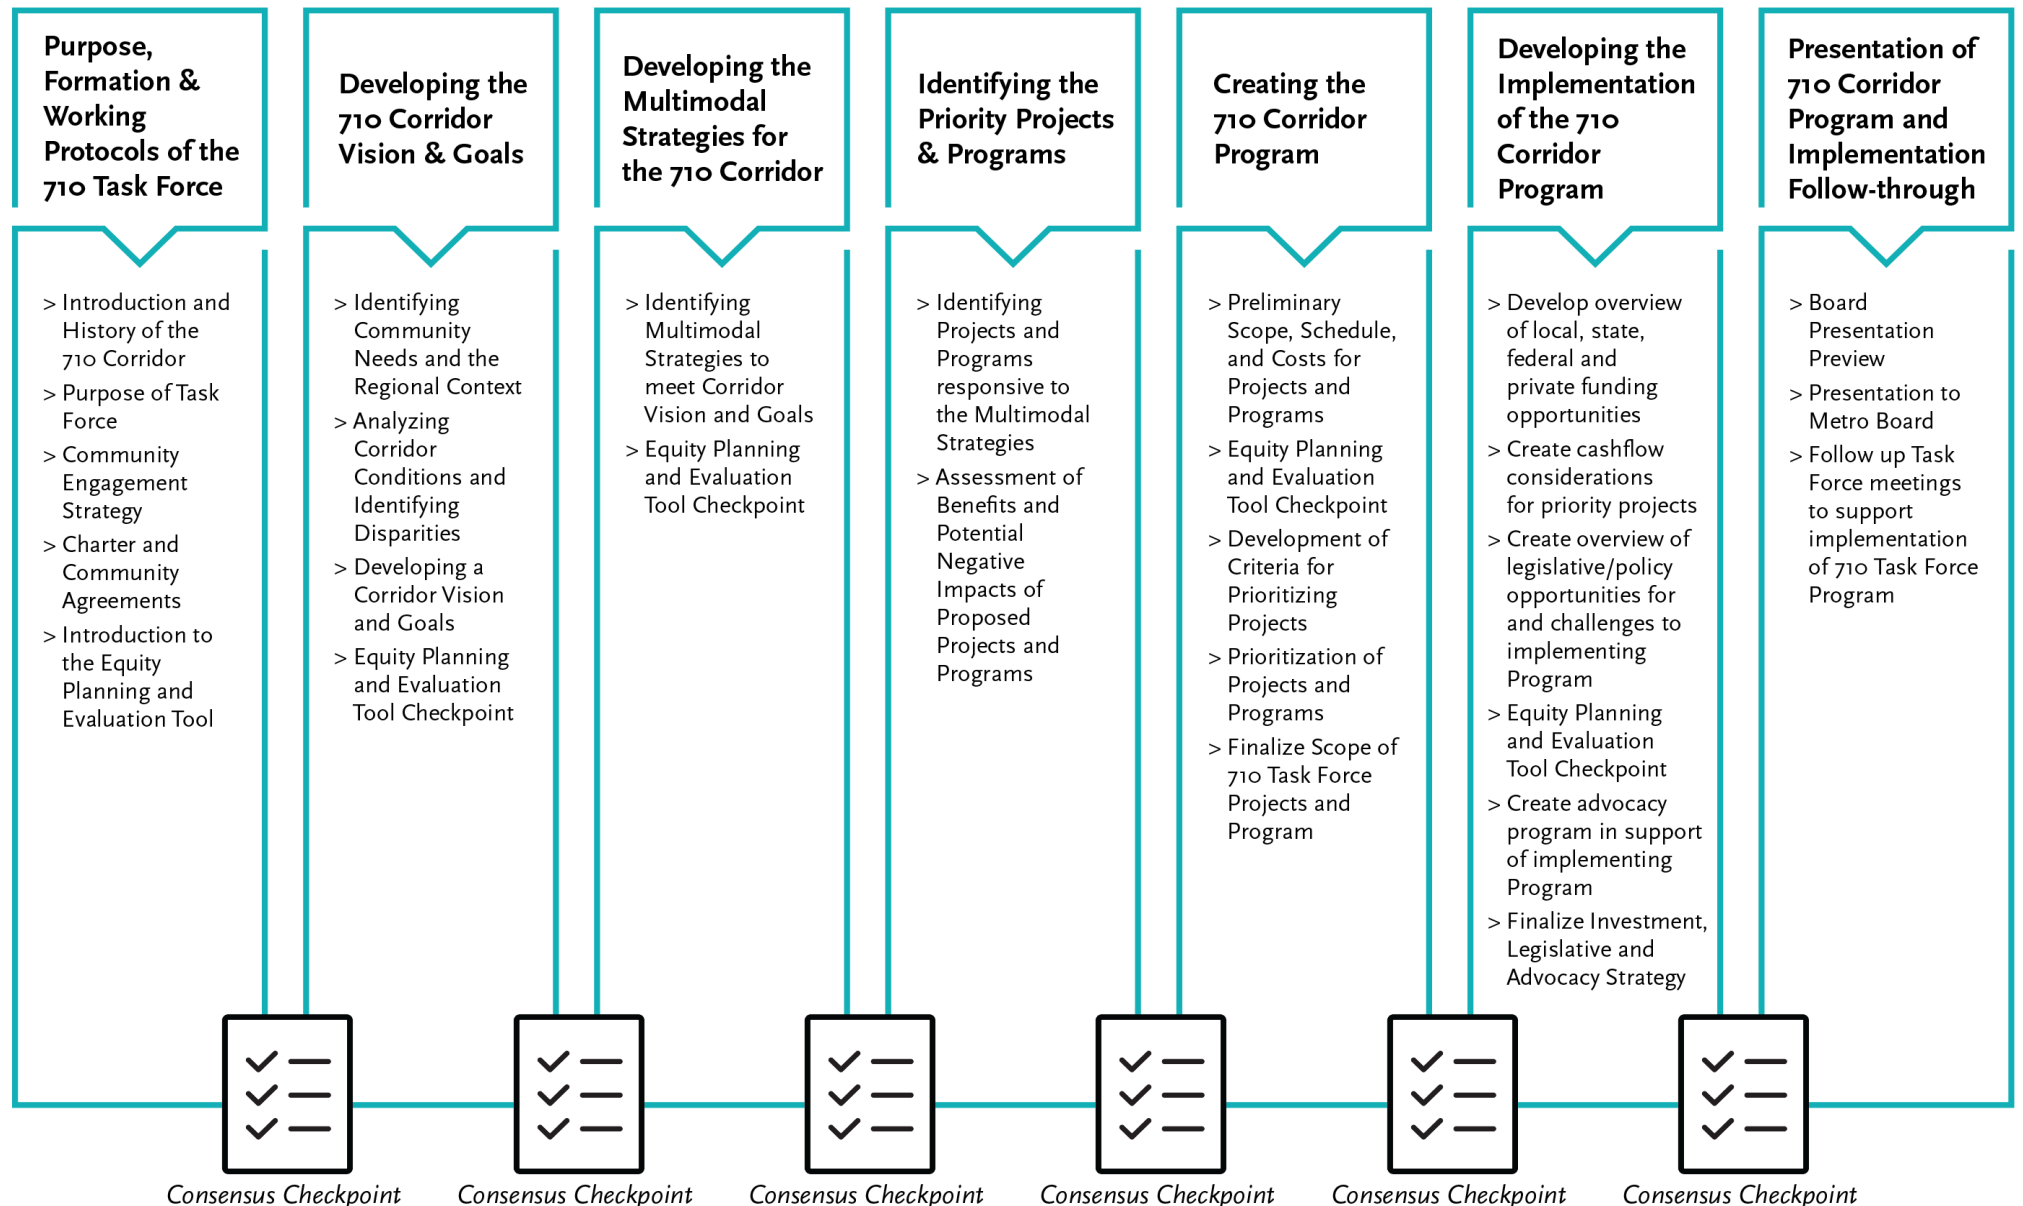 Purpose,
Formation &
Working
Protocols of the
710 Task Force
> Introduction and
History of the
710 Corridor
> Purpose of Task
Force
> Community
Engagement
Strategy
> Charter and
Community
Agreements
> Introduction to
the Equity
Planning and
Evaluation Tool
Developing the
710 Corridor
Vision & Goals
> Identifying
Community
Needs and the
Regional Context
> Analyzing
Corridor
Conditions and
Identifying
Disparities
> Developing a
Corridor Vision
and Goals
> Equity Planning
and Evaluation
Tool Checkpoint
Developing the
Multimodal
Strategies for
the 710 Corridor
> Identifying
Multimodal
Strategies to
meet Corridor
Vision and Goals
> Equity Planning
and Evaluation
Tool Checkpoint
Identifying the
Priority Projects
& Programs
> Identifying
Projects and
Programs
responsive to
the Multimodal
Strategies
> Assessment of
Benefits and
Potential
Negative
Impacts of
Proposed
Projects and
Programs
Creating the
710 Corridor
Program
> Preliminary
Scope, Schedule,
and Costs for
Projects and
Programs
> Equity Planning
and Evaluation
Tool Checkpoint
> Development of
Criteria for
Prioritizing
Projects
> Prioritization of
Projects and
Programs
> Finalize Scope of
710 Task Force
Projects and
Program
Developing the
Implementation
of the 710
Corridor
Program
> Develop overview
of local, state,
federal and
private funding
opportunities
> Create cashflow
considerations
for priority projects
> Create overview of
legislative/policy
opportunities for
and challenges to
implementing
Program
> Equity Planning
and Evaluation
Tool Checkpoint
> Create advocacy
program in support
of implementing
Program
> Finalize Investment,
Legislative and
Advocacy Strategy
Presentation of
710 Corridor
Program and
Implementation
Follow-through
> Board
Presentation
Preview
> Presentation to
Metro Board
> Follow up Task
Force meetings
to support
implementation
of 710 Task Force
Program
Consensus Checkpoint
Consensus Checkpoint
Consensus Checkpoint
Consensus Checkpoint
Consensus Checkpoint
Consensus Checkpoint